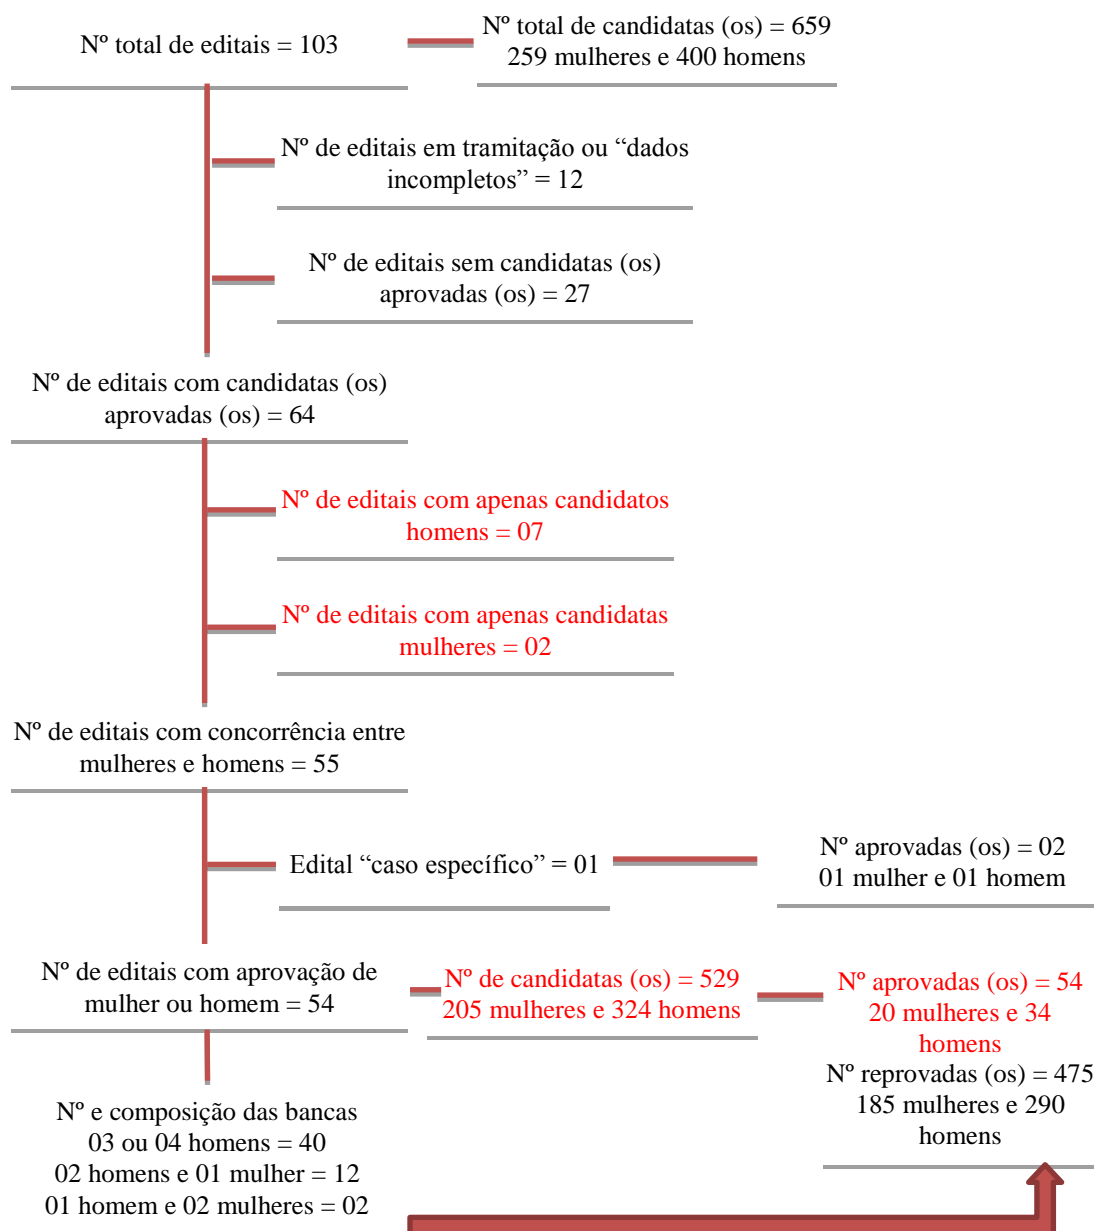 Nº total de editais = 103
Nº total de candidatas (os) = 659
259 mulheres e 400 homens
Nº de editais em tramitação ou “dados
incompletos” = 12
Nº de editais sem candidatas (os)
aprovadas (os) = 27
Nº de editais com candidatas (os)
aprovadas (os) = 64
Nº de editais com apenas candidatos
homens = 07
Nº de editais com apenas candidatas
mulheres = 02
Nº de editais com concorrência entre
mulheres e homens = 55
Edital “caso específico” = 01
Nº aprovadas (os) = 02
01 mulher e 01 homem
Nº de editais com aprovação de
mulher ou homem = 54
Nº de candidatas (os) = 529
205 mulheres e 324 homens
Nº aprovadas (os) = 54
20 mulheres e 34
homens
Nº reprovadas (os) = 475
185 mulheres e 290
homens
Nº e composição das bancas
03 ou 04 homens = 40
02 homens e 01 mulher = 12
01 homem e 02 mulheres = 02